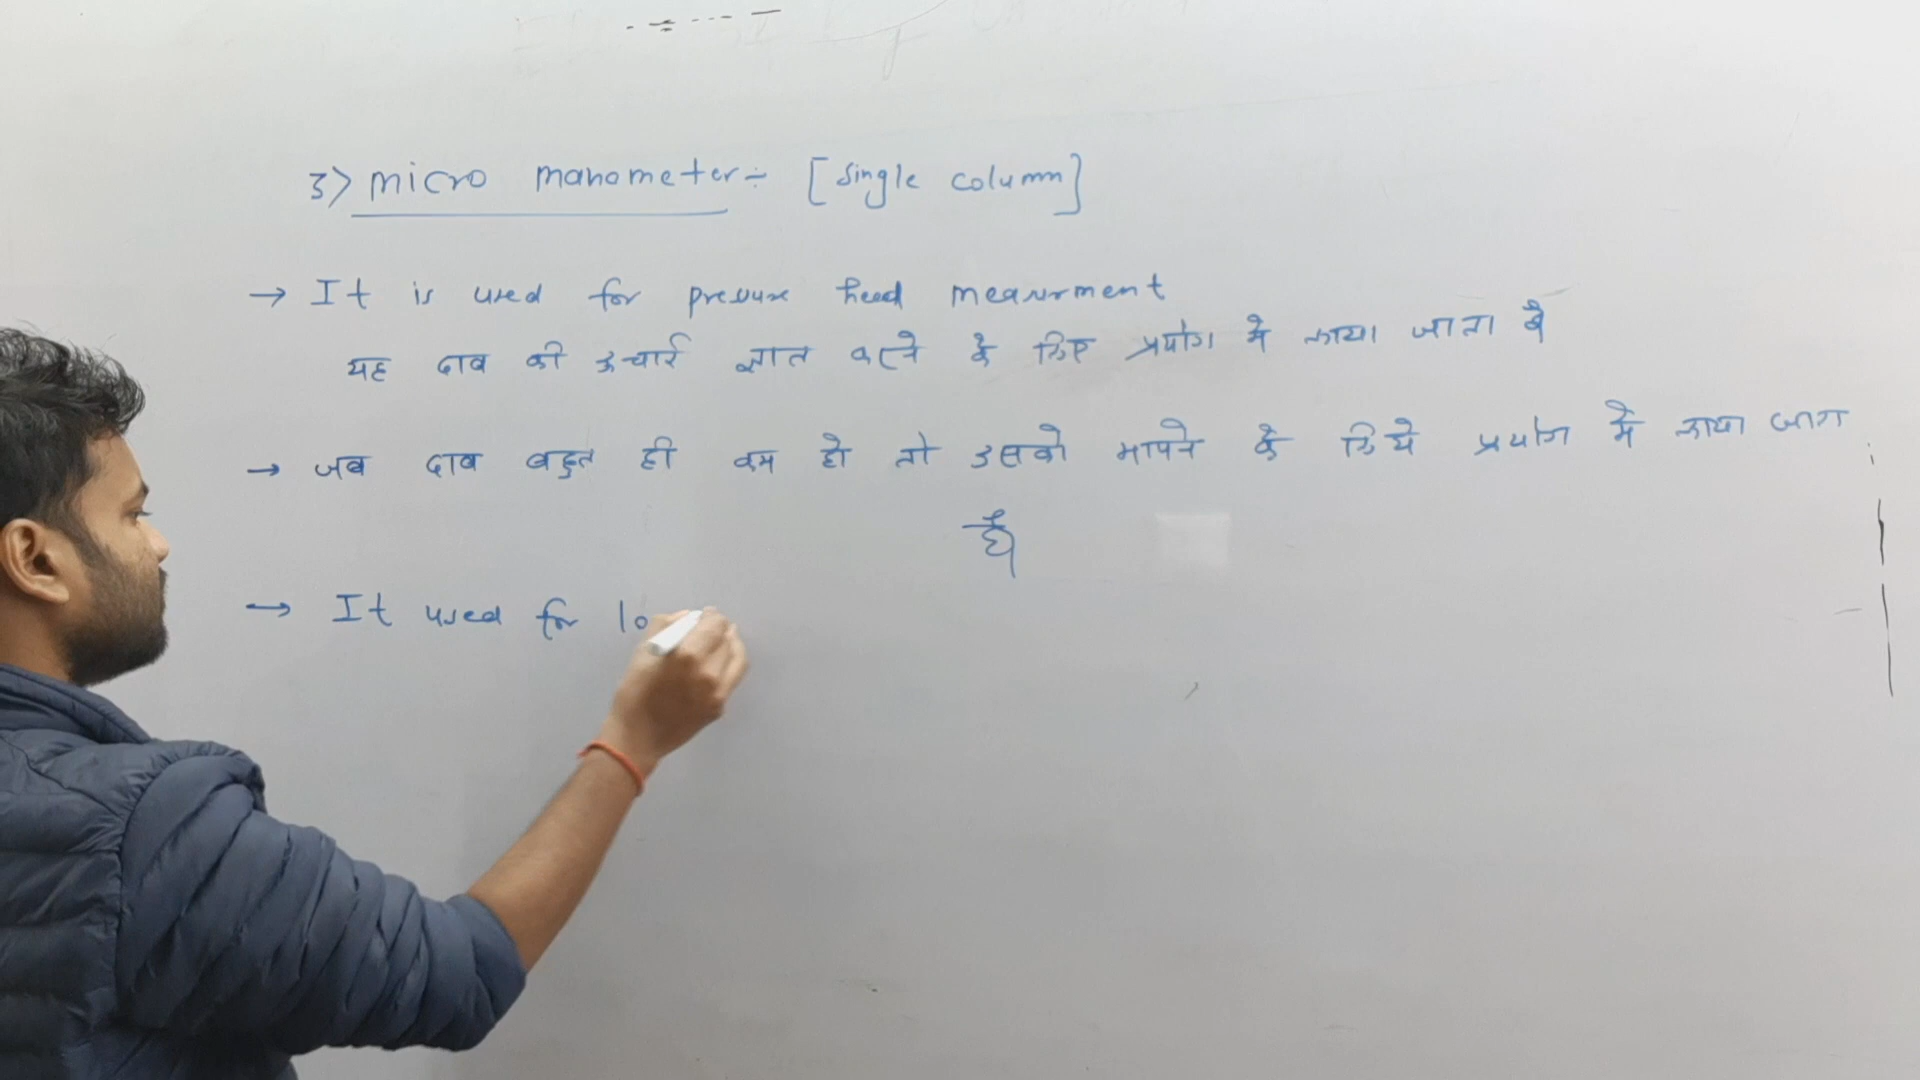 3> micro manometer÷ [single column]
→ It is used for pressure head measurment
यह दाब की ऊचाई ज्ञात करने के लिए प्रयोग में लाया जाता है
→ जब दाब बहुत ही कम हो तो उसको मापने के लिये प्रयोग में लाया जाता
है
→ It used for lo